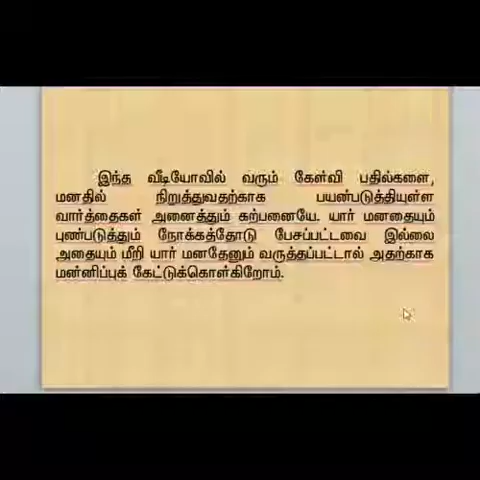 இந்த வீடியோவில் வரும் கேள்வி பதில்களை,
மனதில் நிறுத்துவதற்காக பயண்படுத்தியுள்ள
வார்த்தைகள் அனைத்தும் கற்பனையே. யார் மனதையும்
புண்படுத்தும் நோக்கத்தோடு பேசப்பட்டவை இல்லை
அதையும் மீறி யார் மனதேனும் வருத்தப்பட்டால் அதற்காக
மன்னிப்புக் கேட்டுக்கொள்கிறோம்.